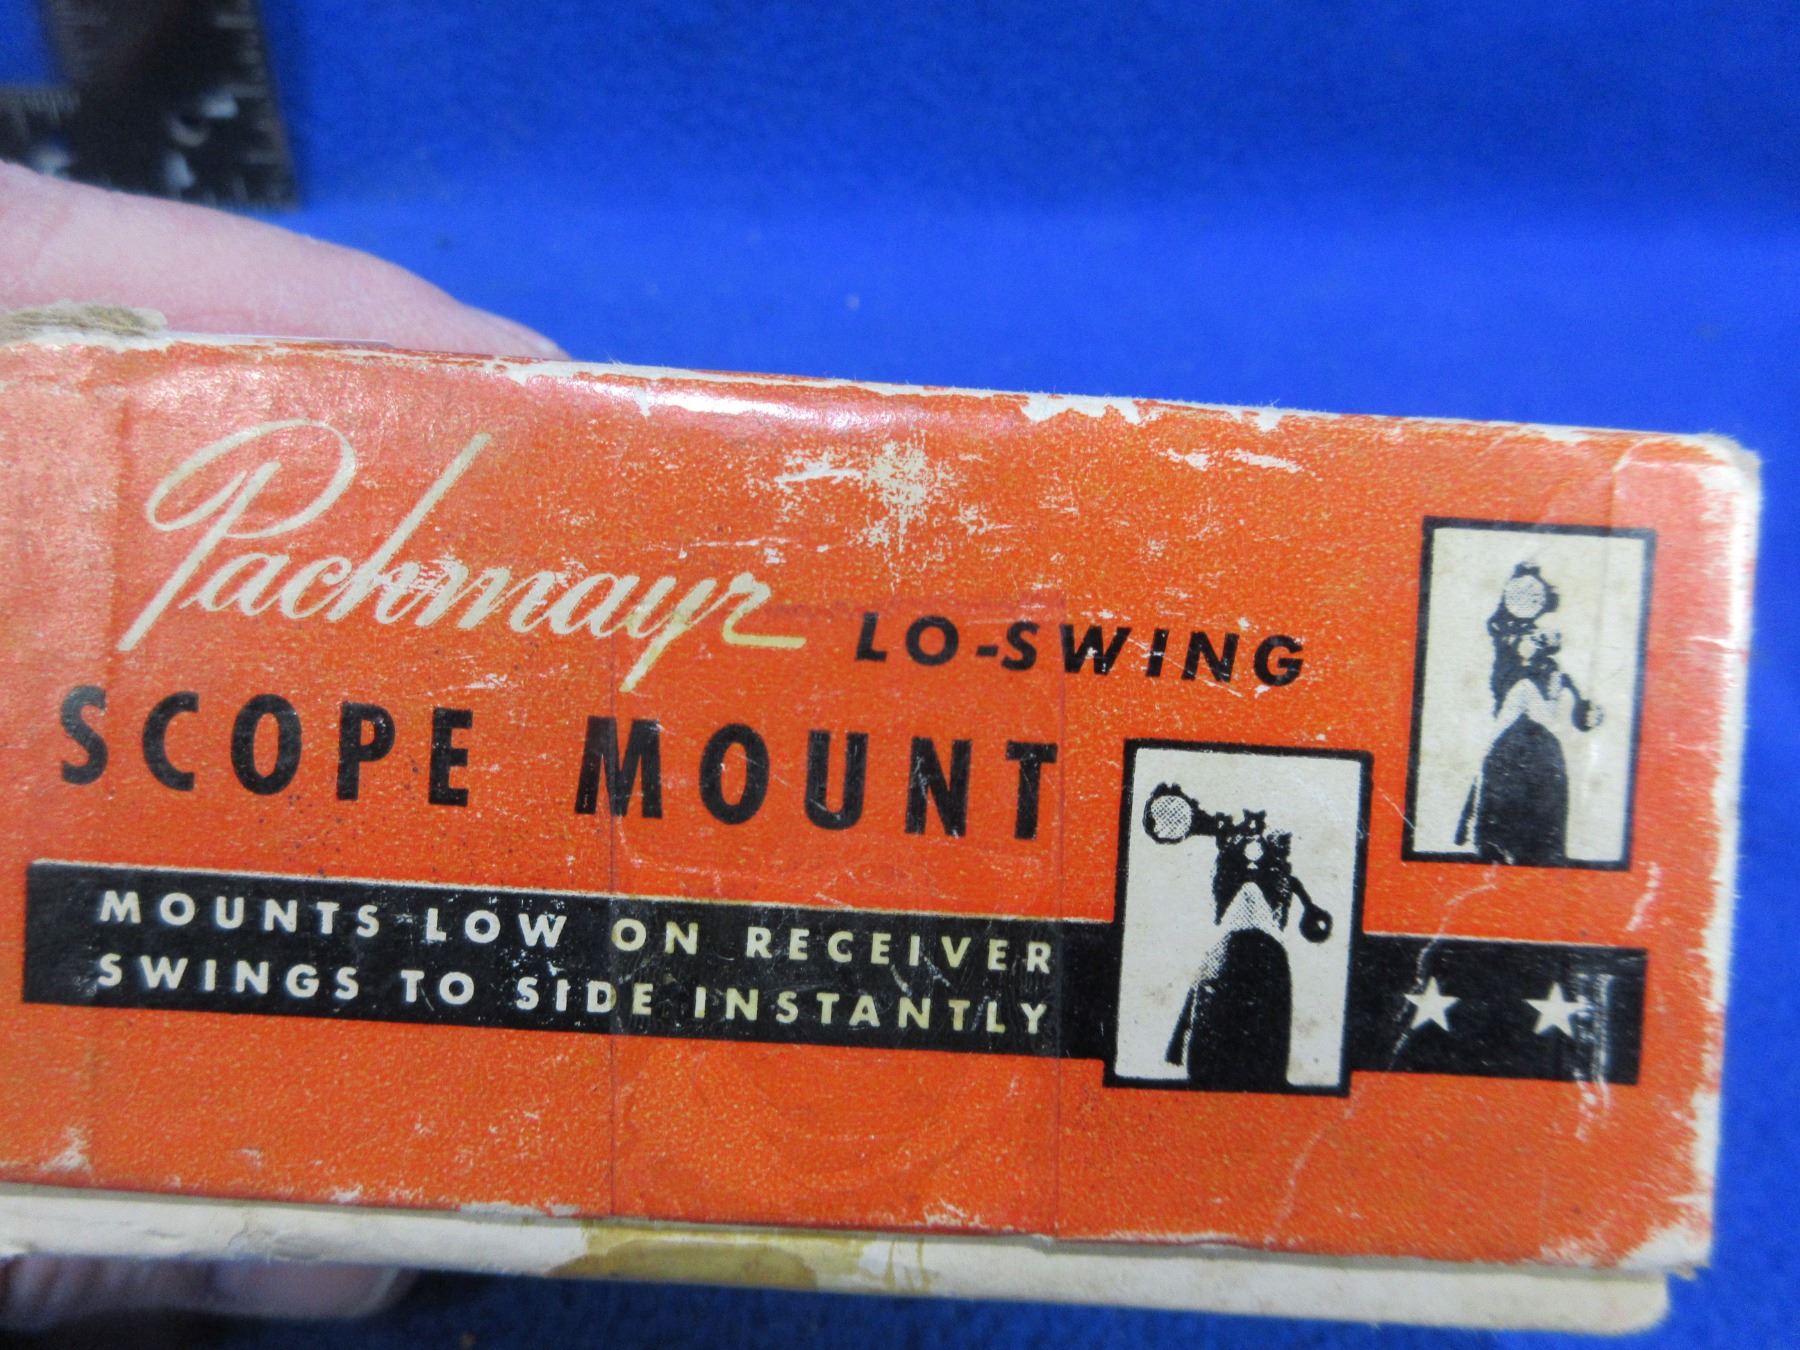 Pachmayr LO-SWING
SCOPE MOUNT
MOUNTS LOW ON RECEIVER
SWINGS TO SIDE INSTANTLY